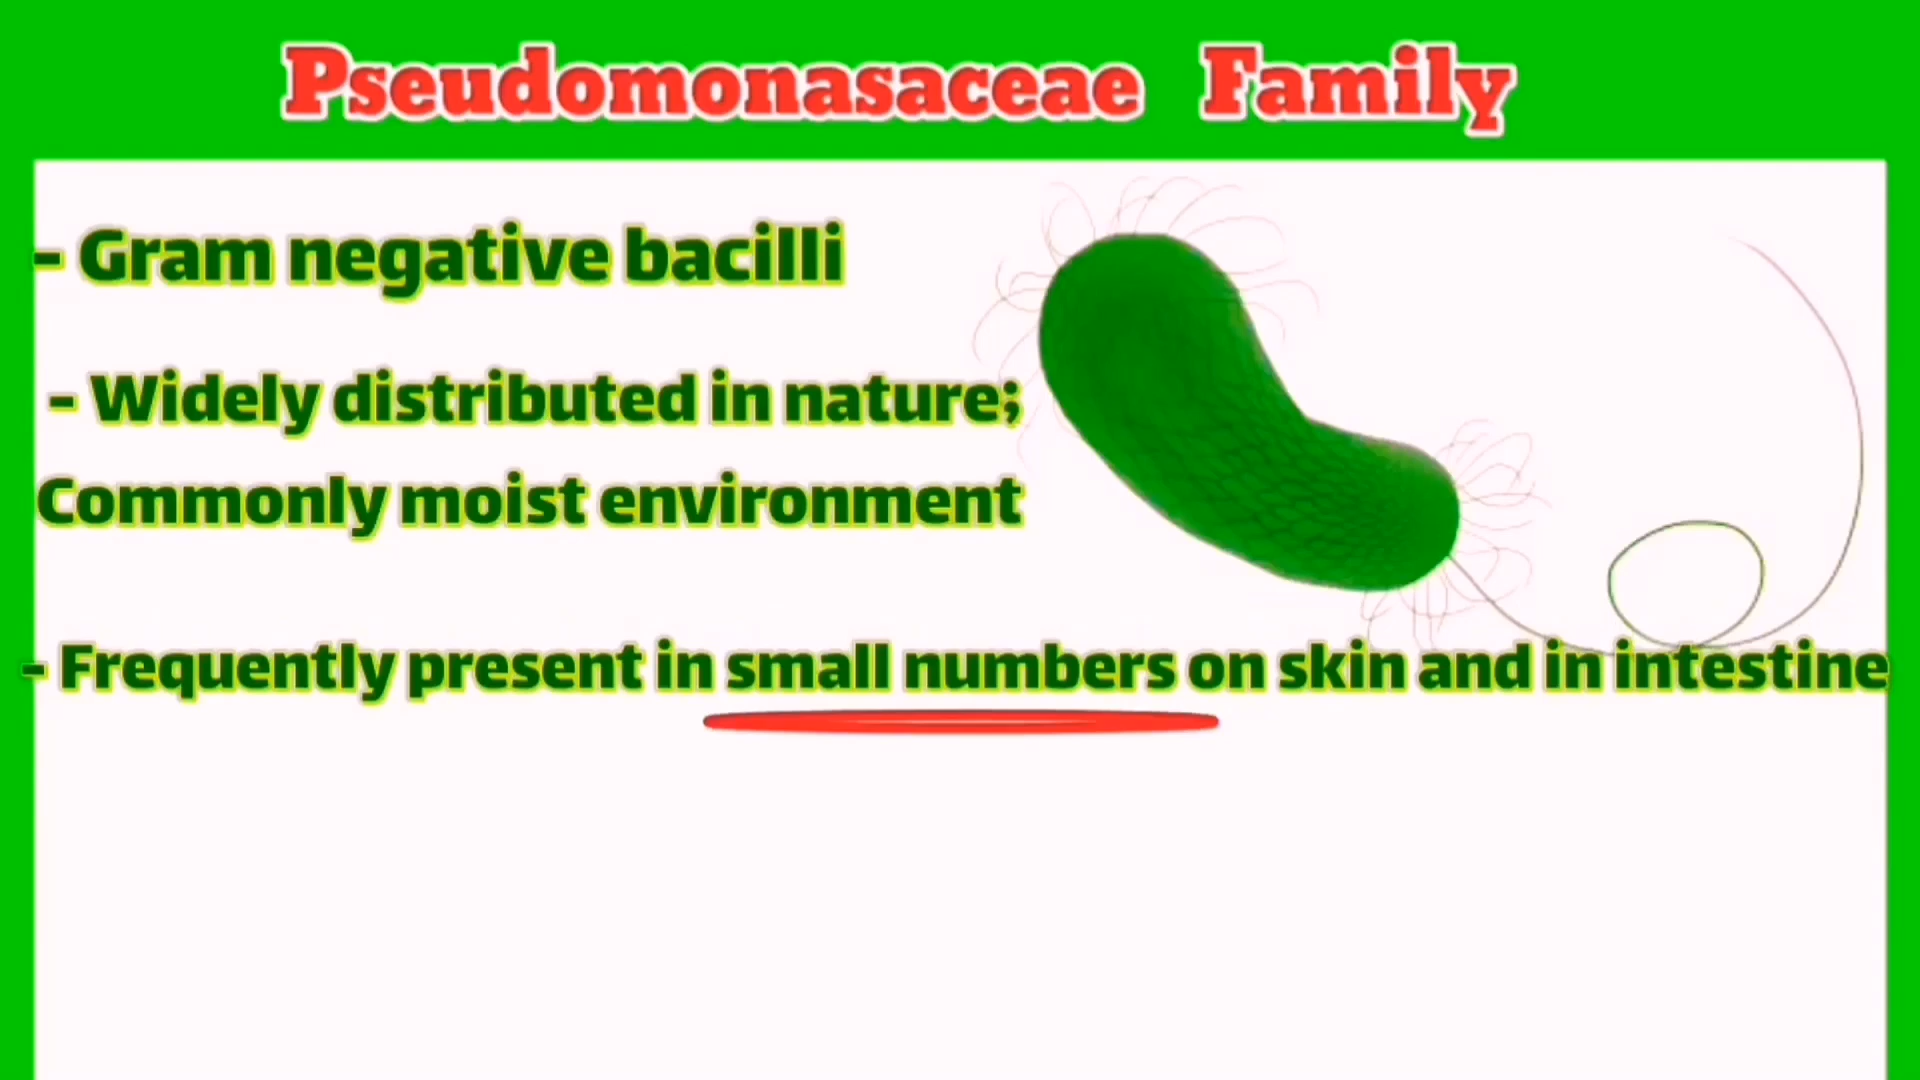 Pseudomonasaceae Family
- Gram negative bacilli
- Widely distributed in nature;
Commonly moist environment
- Frequently present in small numbers on skin and in intestine